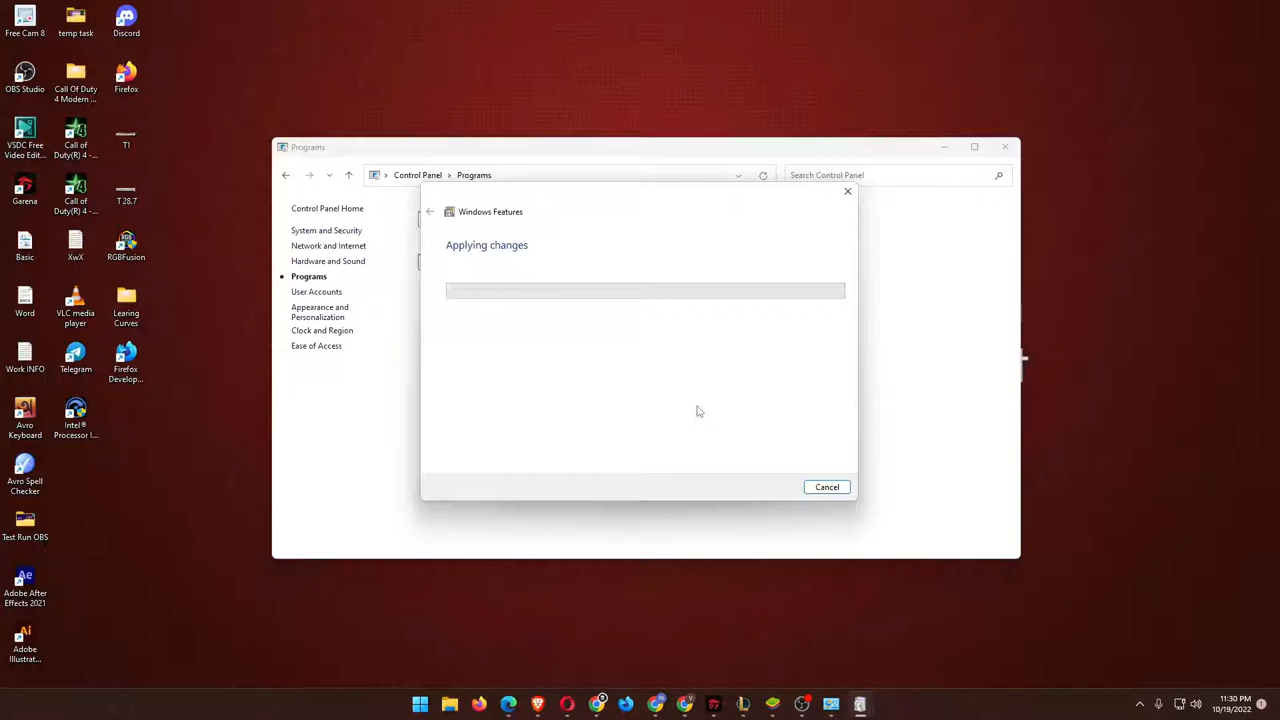 Free Cam 8
temp task
Discord
OBS Studio
Call Of Duty
4 Modern ...
Firefox
VSDC Free
Video Edit...
Call of
Duty(R) 4 -...
T1
Garena
Call of
Duty(R) 4 -...
T 28.7
Basic
XwX
RGBFusion
Word
VLC media
player
Learing
Curves
Work INFO
Telegram
Firefox
Develop...
Avro
Keyboard
Intel®
Processor I...
Avro Spell
Checker
Test Run OBS
Adobe After
Effects 2021
Adobe
Illustrat...
Programs
Control Panel > Programs
Search Control Panel
Control Panel Home
System and Security
Network and Internet
Hardware and Sound
Programs
User Accounts
Appearance and
Personalization
Clock and Region
Ease of Access
Windows Features
Applying changes
Cancel
11:30 PM
10/19/2022